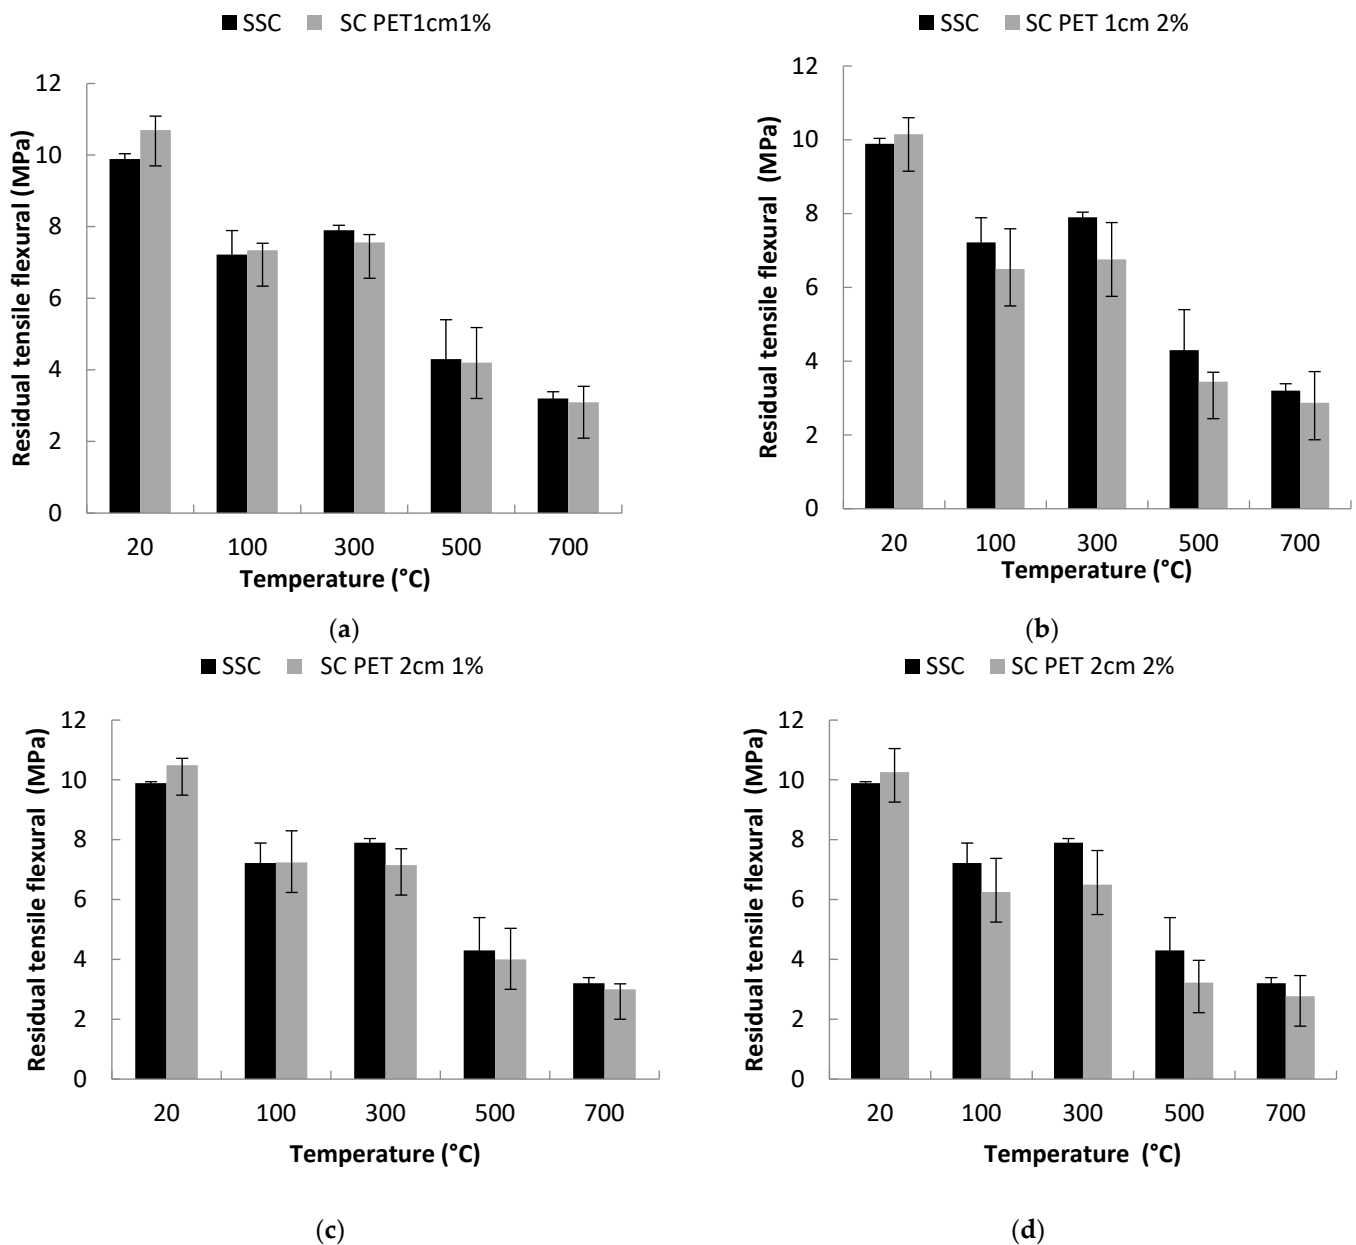 SSC SC PET1cm1%
Residual tensile flexural (MPa)
12
10
8
6
4
2
0
20 100 300 500 700
Temperature (°C)
(a)
SSC SC PET 1cm 2%
Residual tensile flexural (MPa)
12
10
8
6
4
2
0
20 100 300 500 700
Temperature (°C)
(b)
SSC SC PET 2cm 1%
Residual tensile flexural (MPa)
12
10
8
6
4
2
0
20 100 300 500 700
Temperature (°C)
(c)
SSC SC PET 2cm 2%
Residual tensile flexural (MPa)
12
10
8
6
4
2
0
20 100 300 500 700
Temperature (°C)
(d)